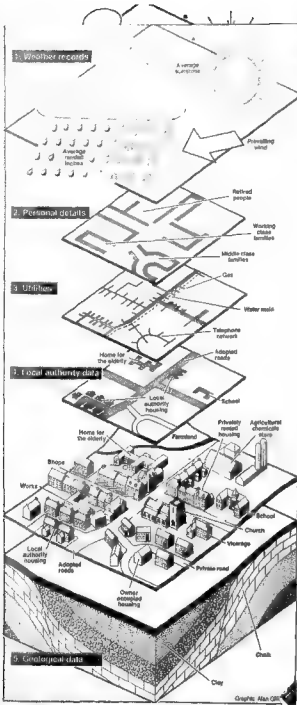 1. Weather records
Average
sunshine
Average
rainfall
inches
Prevailing
wind
Retired
people
2. Personal details
Working
class
families
Middle class
families
3. Utilities
Gas
Water main
Telephone
network
Home for
the elderly
Adopted
roads
4. Local authority data
Local
authority
housing
School
Farmland
Home for
the elderly
Privately
rented
housing
Agricultural
chemicals
store
Shops
Works
School
Church
Vicarage
Local
authority
housing
Adopted
roads
Private road
Owner
occupied
housing
Chalk
5. Geological data
Clay
Graphic: Alan